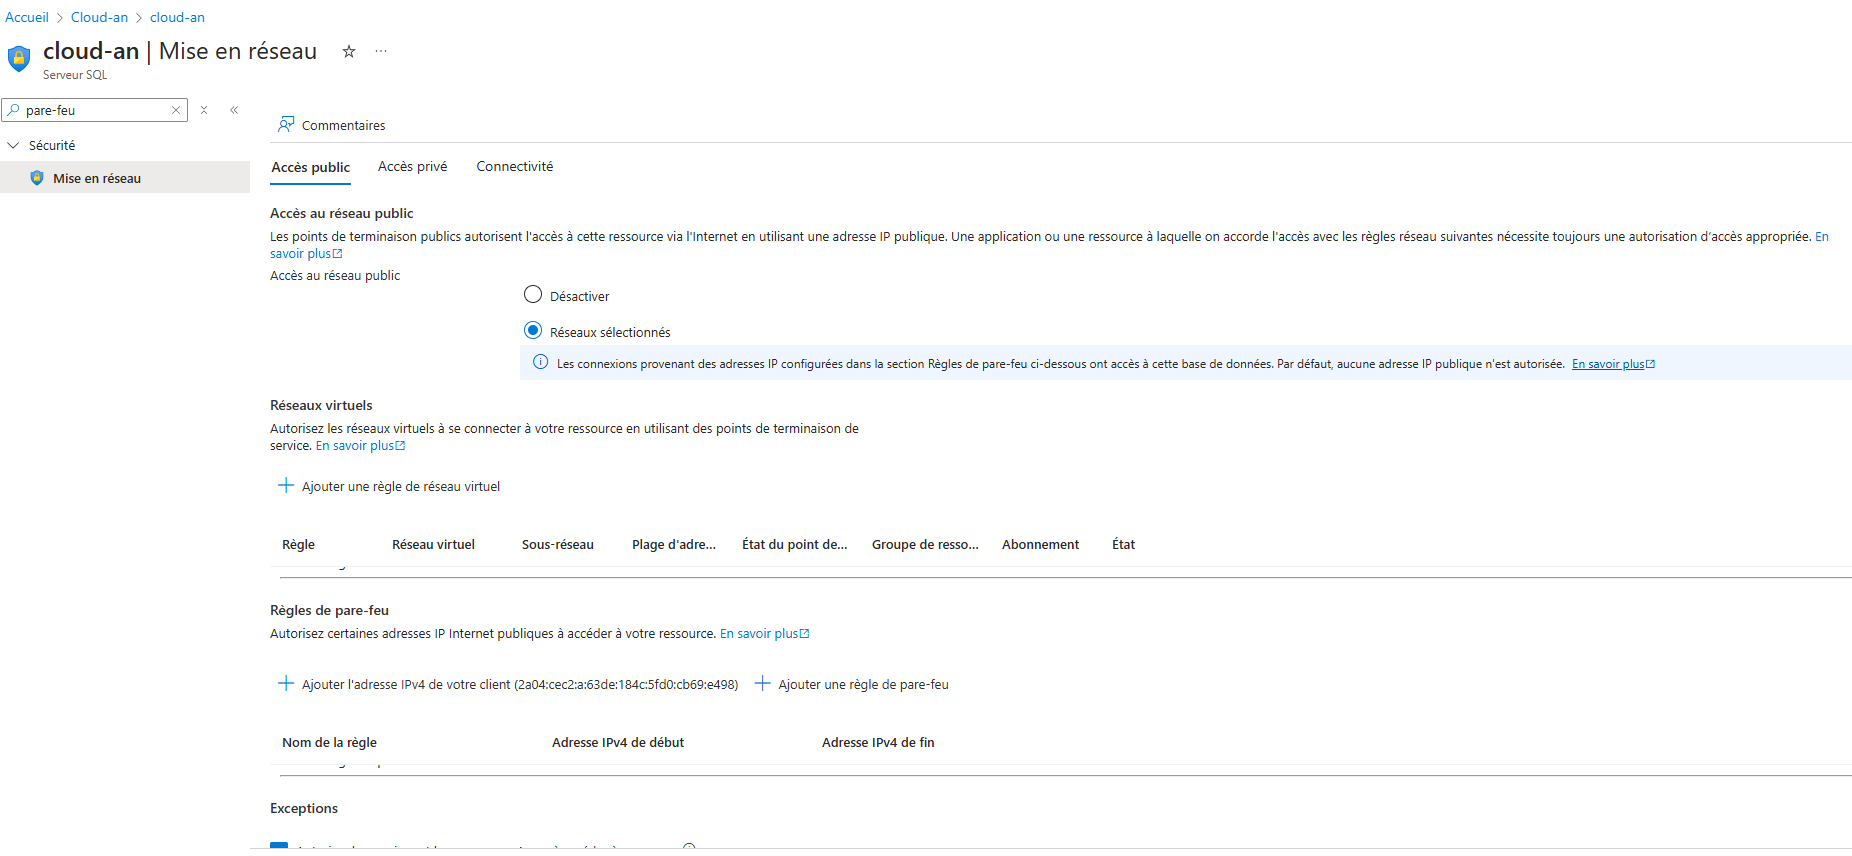 Accueil > Cloud-an > cloud-an
cloud-an | Mise en réseau
Serveur SQL
pare-feu
Sécurité
Mise en réseau
Commentaires
Accès public Accès privé Connectivité
Accès au réseau public
Les points de terminaison publics autorisent l'accès à cette ressource via l'Internet en utilisant une adresse IP publique. Une application ou une ressource à laquelle on accorde l'accès avec les règles réseau suivantes nécessite toujours une autorisation d'accès appropriée. En
savoir plus
Accès au réseau public
Désactiver
Réseaux sélectionnés
Les connexions provenant des adresses IP configurées dans la section Règles de pare-feu ci-dessous ont accès à cette base de données. Par défaut, aucune adresse IP publique n'est autorisée. En savoir plus
Réseaux virtuels
Autorisez les réseaux virtuels à se connecter à votre ressource en utilisant des points de terminaison de
service. En savoir plus
Ajouter une règle de réseau virtuel
Règle Réseau virtuel Sous-réseau Plage d'adre... État du point de... Groupe de resso... Abonnement État
Règles de pare-feu
Autorisez certaines adresses IP Internet publiques à accéder à votre ressource. En savoir plus
Ajouter l'adresse IPv4 de votre client (2a04:cec2:a:63de:184c:5fd0:cb69:e498) Ajouter une règle de pare-feu
Nom de la règle Adresse IPv4 de début Adresse IPv4 de fin
Exceptions